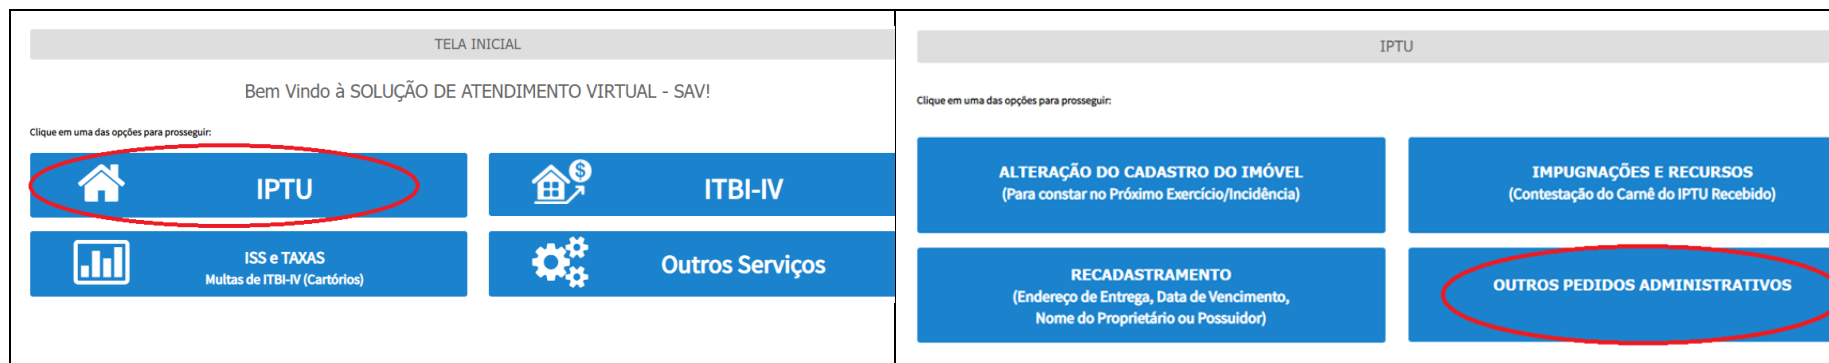 TELA INICIAL
Bem Vindo à SOLUÇÃO DE ATENDIMENTO VIRTUAL - SAV!
Clique em uma das opções para prosseguir:
IPTU
ITBI-IV
ISS e TAXAS
Multas de ITBI-IV (Cartórios)
Outros Serviços
IPTU
Clique em uma das opções para prosseguir:
ALTERAÇÃO DO CADASTRO DO IMÓVEL
(Para constar no Próximo Exercício/Incidência)
IMPUGNAÇÕES E RECURSOS
(Contestação do Carnê do IPTU Recebido)
RECADASTRAMENTO
(Endereço de Entrega, Data de Vencimento,
Nome do Proprietário ou Possuidor)
OUTROS PEDIDOS ADMINISTRATIVOS